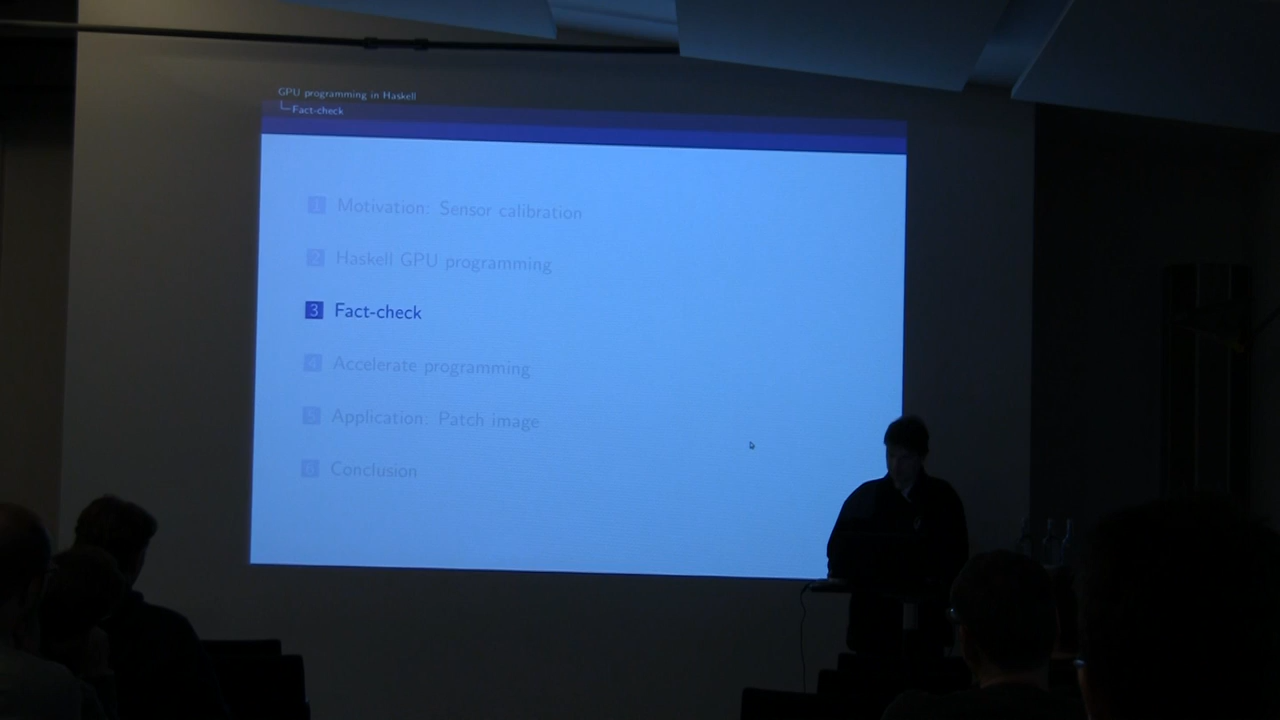 GPU programming in Haskell
Fact-check
1 Motivation: Sensor calibration
2 Haskell GPU programming
3 Fact-check
4 Accelerate programming
5 Application: Patch image
6 Conclusion